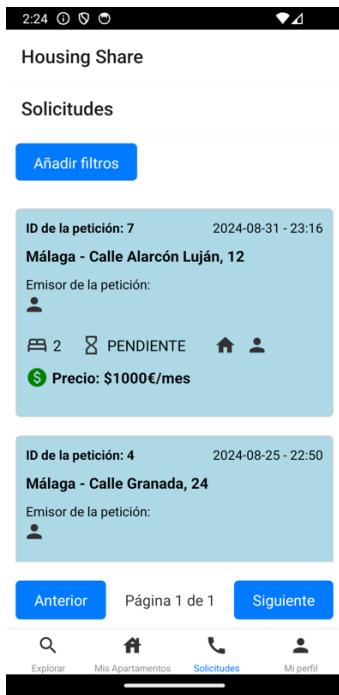 2:24
Housing Share
Solicitudes
Añadir filtros
ID de la petición: 7 2024-08-31 - 23:16
Málaga - Calle Alarcón Luján, 12
Emisor de la petición:
2 PENDIENTE
$ Precio: $1000€/mes
ID de la petición: 4 2024-08-25 - 22:50
Málaga - Calle Granada, 24
Emisor de la petición:
Anterior Página 1 de 1 Siguiente
Explorar Mis Apartamentos Solicitudes Mi perfil